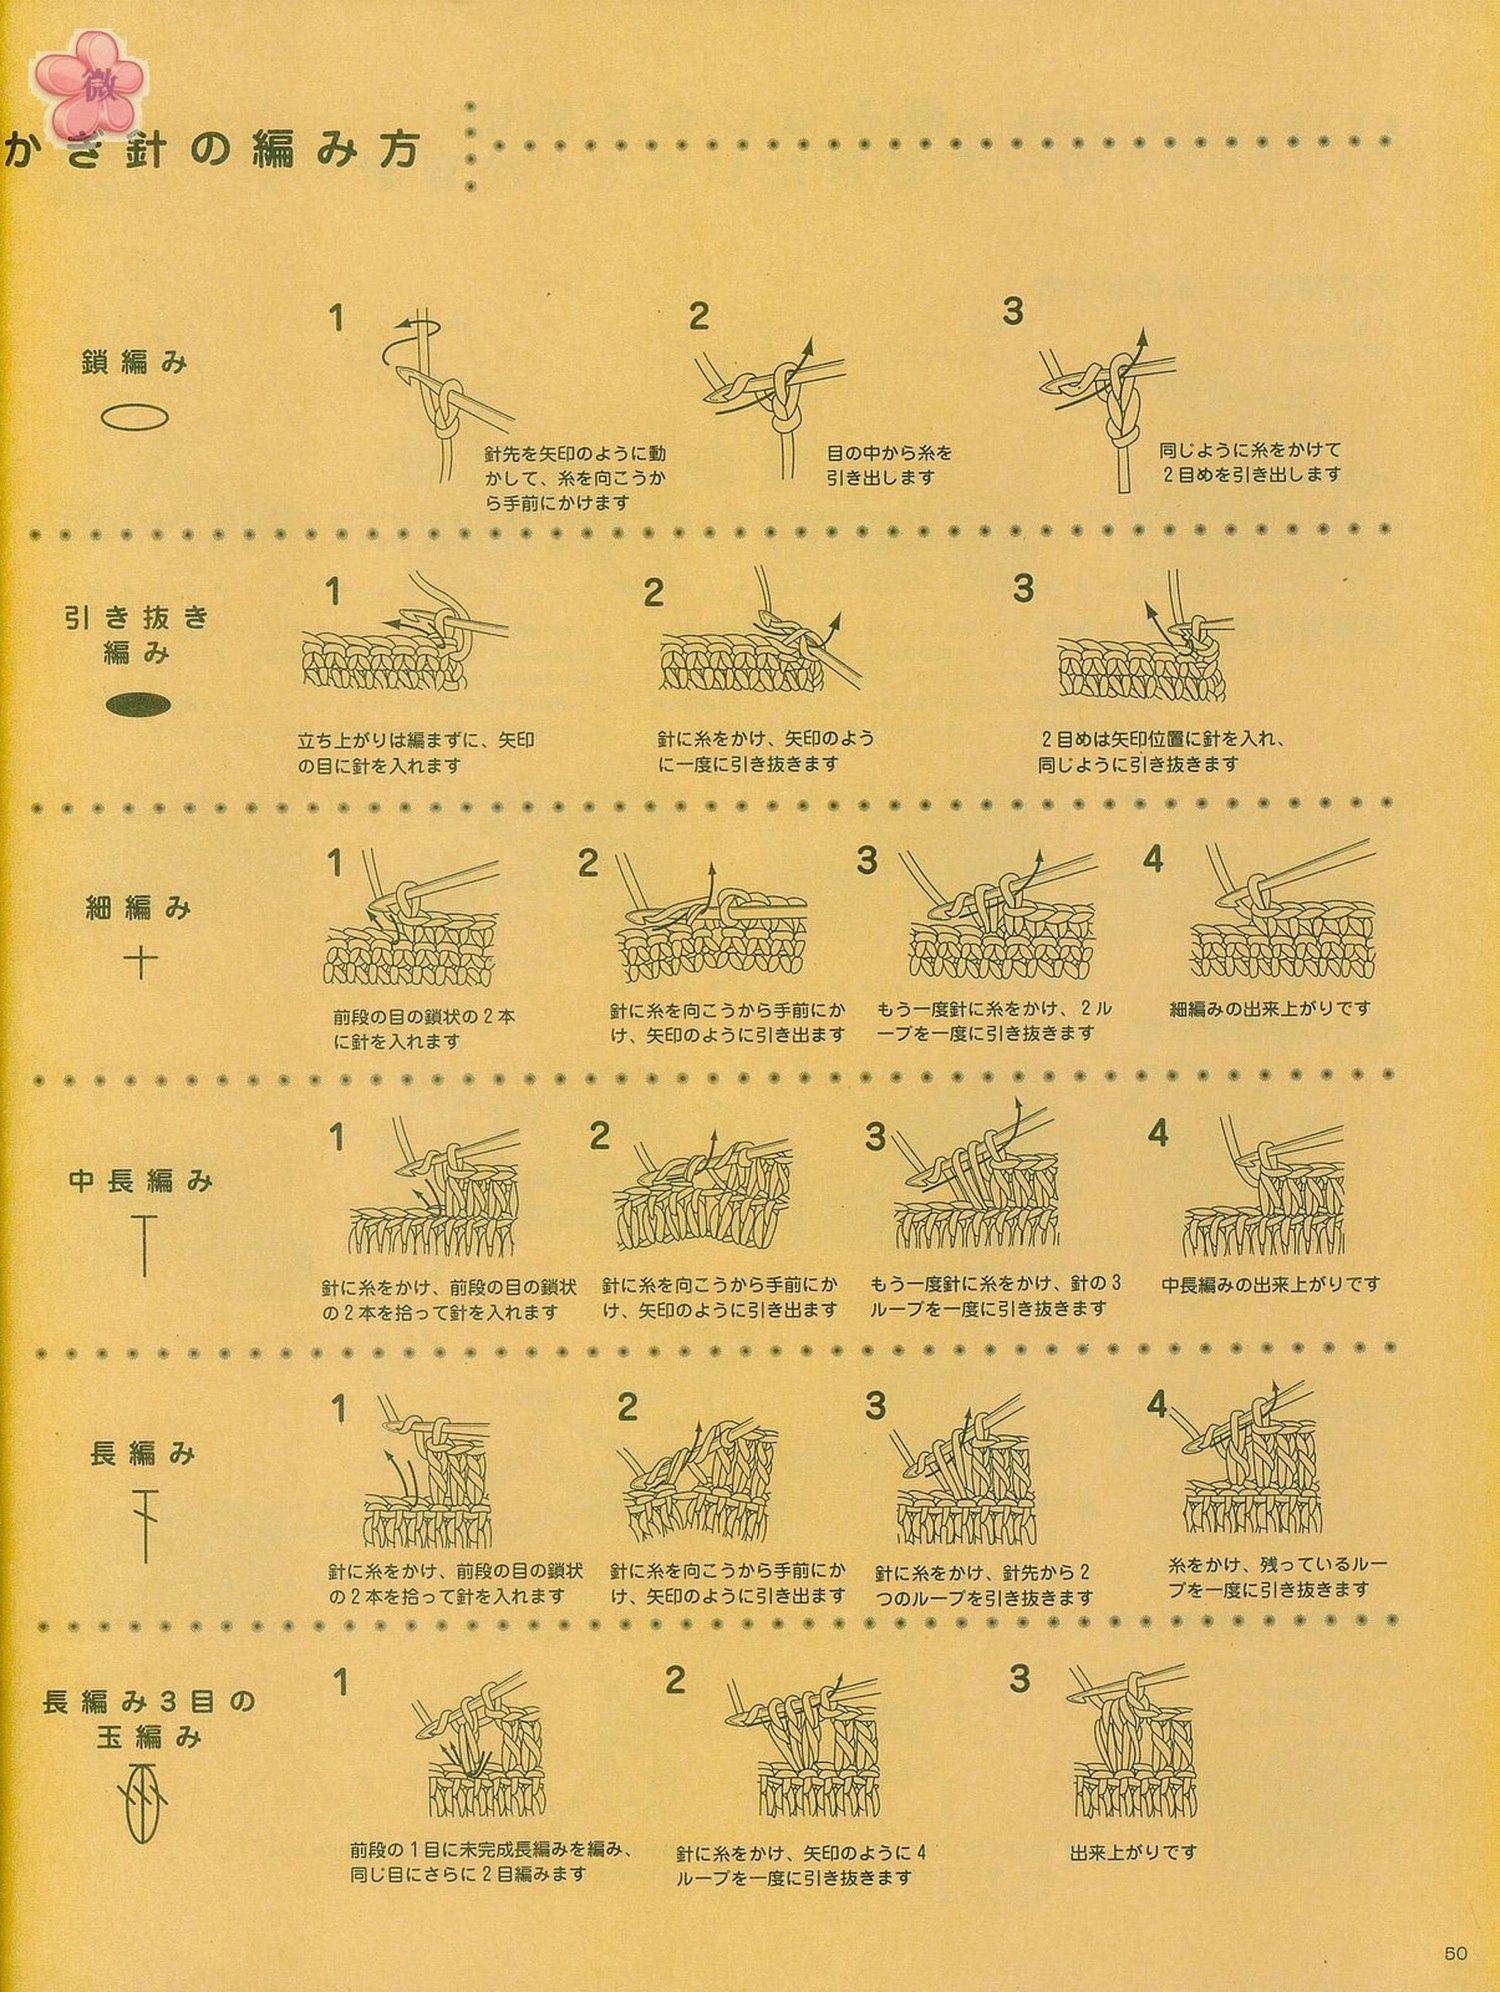 微
かぎ針の編み方
鎖編み
1
針先を矢印のように動
かして、糸を向こうか
ら手前にかけます
2
目の中から糸を
引き出します
3
同じように糸をかけて
2目めを引き出します
引き抜き
編み
1
立ち上がりは編まずに、矢印
の目に針を入れます
2
針に糸をかけ、矢印のよう
に一度に引き抜きます
3
2目めは矢印位置に針を入れ、
同じように引き抜きます
細編み
1
前段の目の鎖状の2本
に針を入れます
2
針に糸を向こうから手前にか
け、矢印のように引き出ます
3
もう一度針に糸をかけ、2ル
ープを一度に引き抜きます
4
細編みの出来上がりです
中長編み
1
針に糸をかけ、前段の目の鎖状
の2本を拾って針を入れます
2
針に糸を向こうから手前にか
け、矢印のように引き出ます
3
もう一度針に糸をかけ、針の3
ループを一度に引き抜きます
4
中長編みの出来上がりです
長編み
1
針に糸をかけ、前段の目の鎖状
の2本を拾って針を入れます
2
針に糸を向こうから手前にか
け、矢印のように引き出ます
3
針に糸をかけ、針先から2
つのループを引き抜きます
4
糸をかけ、残っているルー
プを一度に引き抜きます
長編み3目の
玉編み
1
前段の1目に未完成長編みを編み、
同じ目にさらに2目編みます
2
針に糸をかけ、矢印のように4
ループを一度に引き抜きます
3
出来上がりです
50